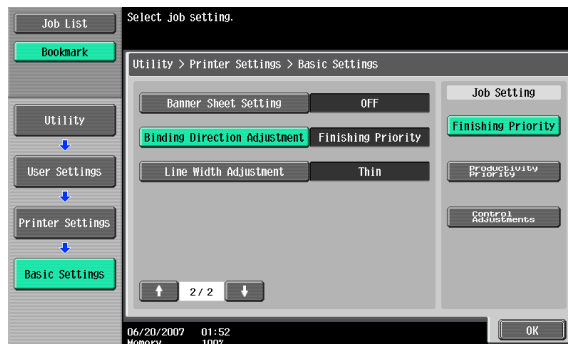 Job List
Select job setting.
Bookmark
Utility > Printer Settings > Basic Settings
Banner Sheet Setting OFF
Job Setting
Utility
Binding Direction Adjustment Finishing Priority
Finishing Priority
User Settings
Line Width Adjustment Thin
Productivity
Priority
Printer Settings
Control
Adjustments
Basic Settings
2/ 2
06/20/2007 01:52
Memory 100%
OK